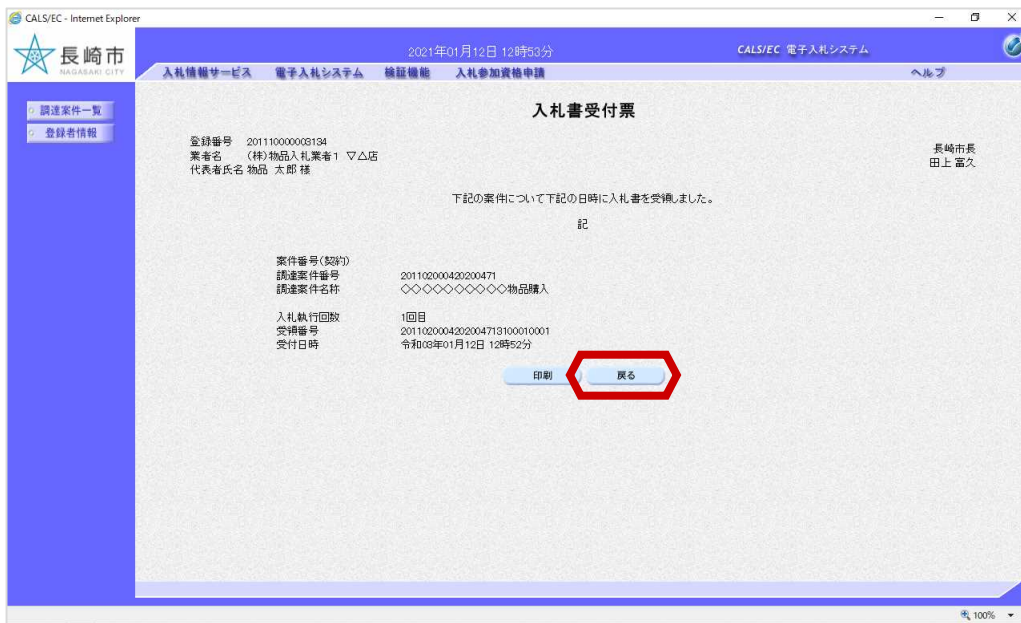 CALS/EC - Internet Explorer
長崎市
NAGASAKI CITY
2021年01月12日 12時53分
CALS/EC 電子入札システム
入札情報サービス 電子入札システム 検証機能 入札参加資格申請 ヘルプ
調達案件一覧
登録者情報
入札書受付票
登録番号 201110000003134
業者名 (株)物品入札業者1 ▽△店
代表者氏名 物品 太郎 様
長崎市長
田上 富久
下記の案件について下記の日時に入札書を受領しました。
記
案件番号(契約)
調達案件番号 201102000420200471
調達案件名称 ◇◇◇◇◇◇◇◇◇◇物品購入
入札執行回数 1回目
受領番号 2011020004202004713100010001
受付日時 令和03年01月12日 12時52分
印刷 戻る
100%